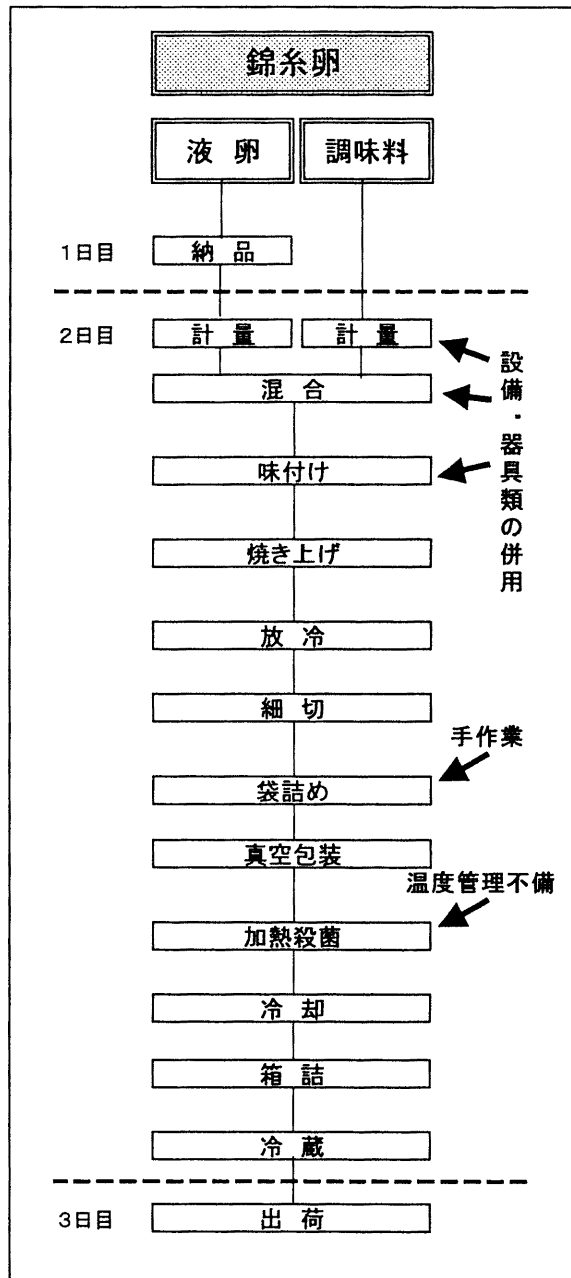 錦糸卵
液卵 調味料
1日目 納品
2日目 計量 計量
設備・器具類の併用
混合
味付け
焼き上げ
放冷
細切
手作業
袋詰め
真空包装
温度管理不備
加熱殺菌
冷却
箱詰
冷蔵
3日目 出荷